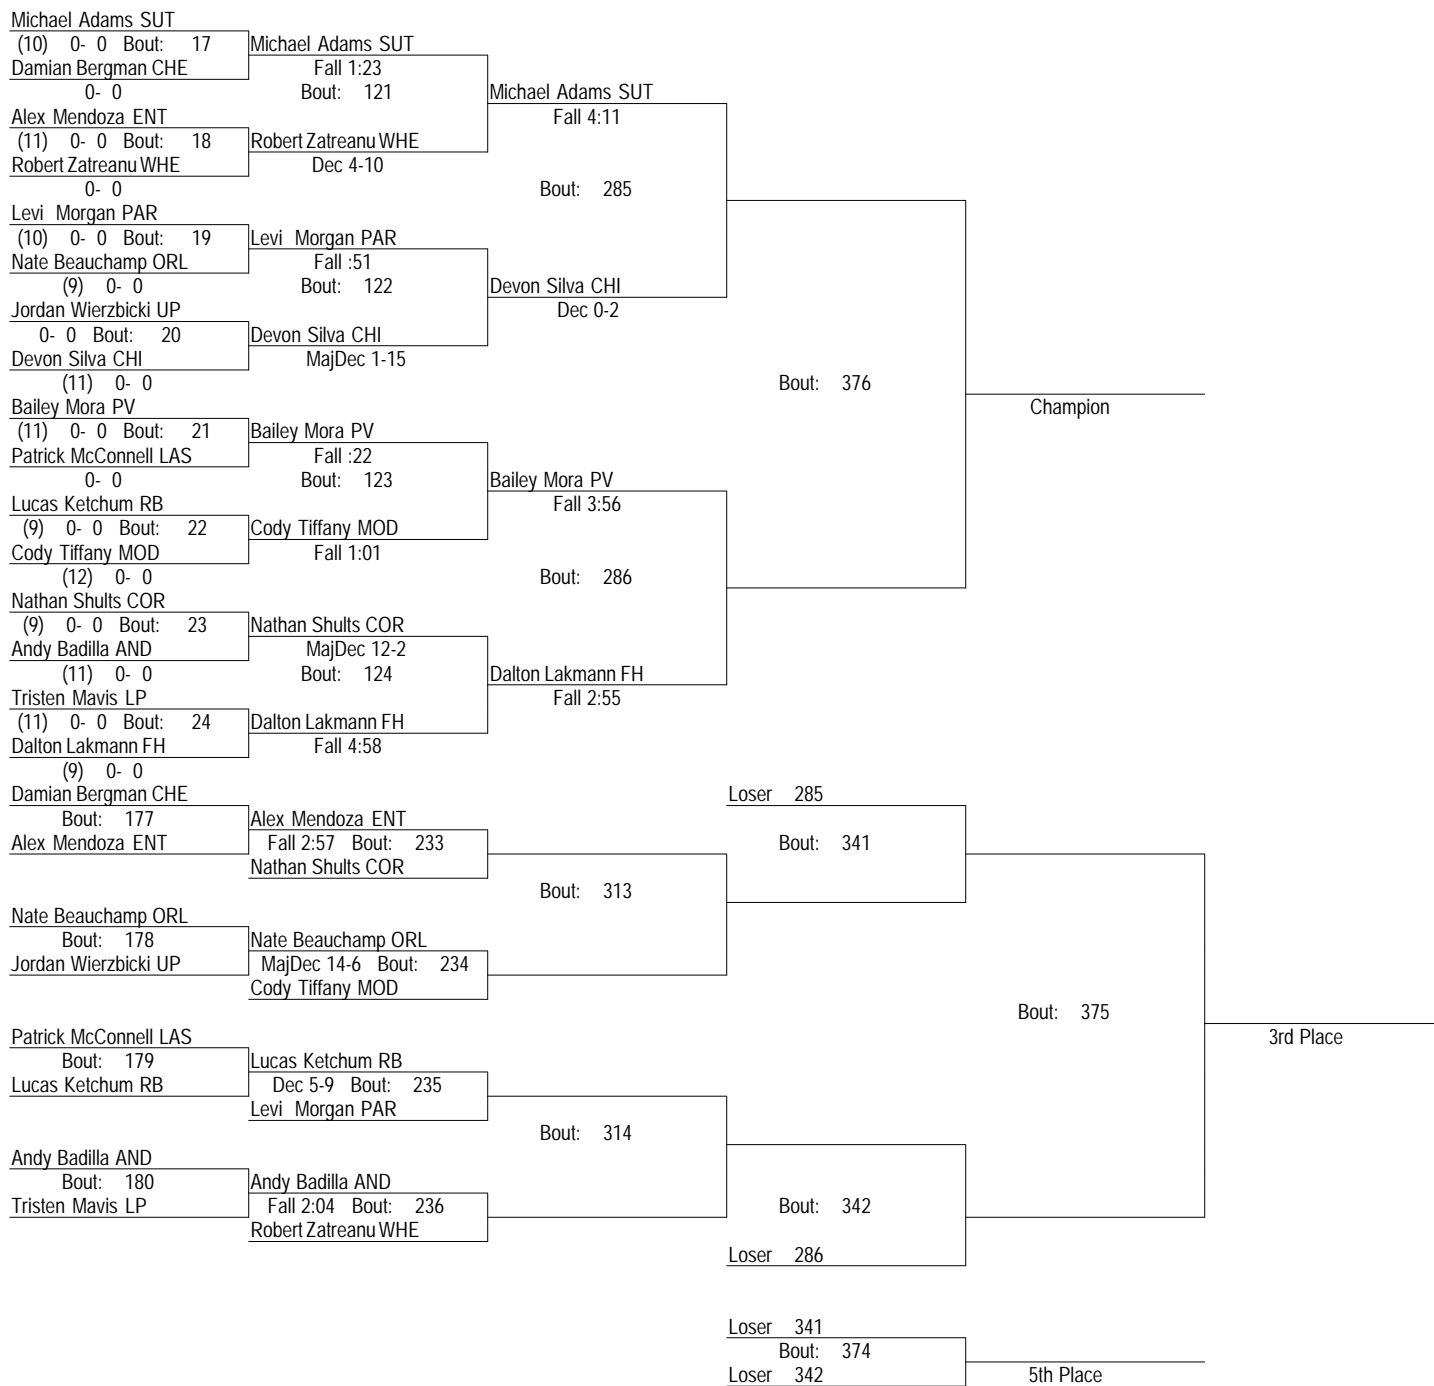 Michael Adams SUT
(10) 0- 0 Bout: 17 Michael Adams SUT
Damian Bergman CHE Fall 1:23
0- 0 Bout: 121 Michael Adams SUT
Alex Mendoza ENT Fall 4:11
(11) 0- 0 Bout: 18 Robert Zatreanu WHE
Robert Zatreanu WHE Dec 4-10
0- 0 Bout: 285
Levi Morgan PAR
(10) 0- 0 Bout: 19 Levi Morgan PAR
Nate Beauchamp ORL Fall :51
(9) 0- 0 Bout: 122 Devon Silva CHI
Jordan Wierzbicki UP Dec 0-2
0- 0 Bout: 20 Devon Silva CHI
Devon Silva CHI MajDec 1-15
(11) 0- 0 Bout: 376
Bailey Mora PV Champion
(11) 0- 0 Bout: 21 Bailey Mora PV
Patrick McConnell LAS Fall :22
0- 0 Bout: 123 Bailey Mora PV
Lucas Ketchum RB Fall 3:56
(9) 0- 0 Bout: 22 Cody Tiffany MOD
Cody Tiffany MOD Fall 1:01
(12) 0- 0 Bout: 286
Nathan Shults COR
(9) 0- 0 Bout: 23 Nathan Shults COR
Andy Badilla AND MajDec 12-2
(11) 0- 0 Bout: 124 Dalton Lakmann FH
Tristen Mavis LP Fall 2:55
(11) 0- 0 Bout: 24 Dalton Lakmann FH
Dalton Lakmann FH Fall 4:58
(9) 0- 0
Damian Bergman CHE Loser 285
Bout: 177 Alex Mendoza ENT
Alex Mendoza ENT Fall 2:57 Bout: 233 Bout: 341
Nathan Shults COR
Bout: 313
Nate Beauchamp ORL
Bout: 178 Nate Beauchamp ORL
Jordan Wierzbicki UP MajDec 14-6 Bout: 234
Cody Tiffany MOD
Bout: 375
Patrick McConnell LAS 3rd Place
Bout: 179 Lucas Ketchum RB
Lucas Ketchum RB Dec 5-9 Bout: 235
Levi Morgan PAR
Bout: 314
Andy Badilla AND
Bout: 180 Andy Badilla AND
Tristen Mavis LP Fall 2:04 Bout: 236 Bout: 342
Robert Zatreanu WHE
Loser 286
Loser 341
Bout: 374
Loser 342 5th Place